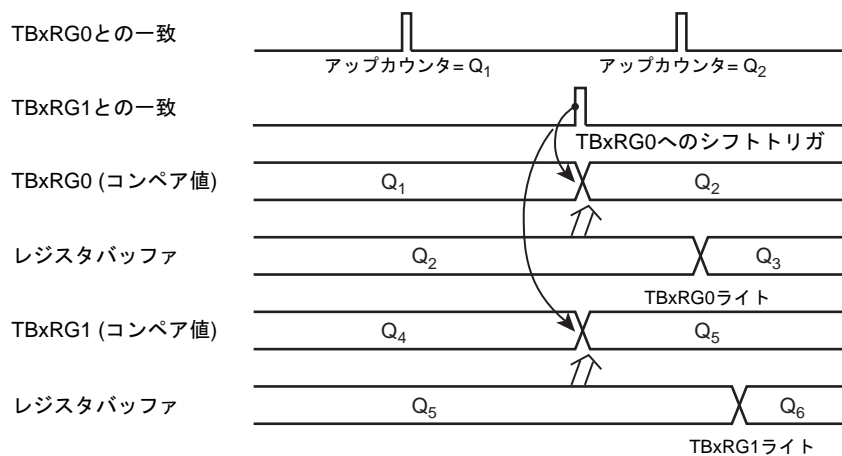 TBxRG0との一致
アップカウンタ= Q1
アップカウンタ= Q2
TBxRG1との一致
TBxRG0へのシフトトリガ
TBxRG0 (コンペア値)
Q1
Q2
レジスタバッファ
Q2
Q3
TBxRG0ライト
TBxRG1 (コンペア値)
Q4
Q5
レジスタバッファ
Q5
Q6
TBxRG1ライト